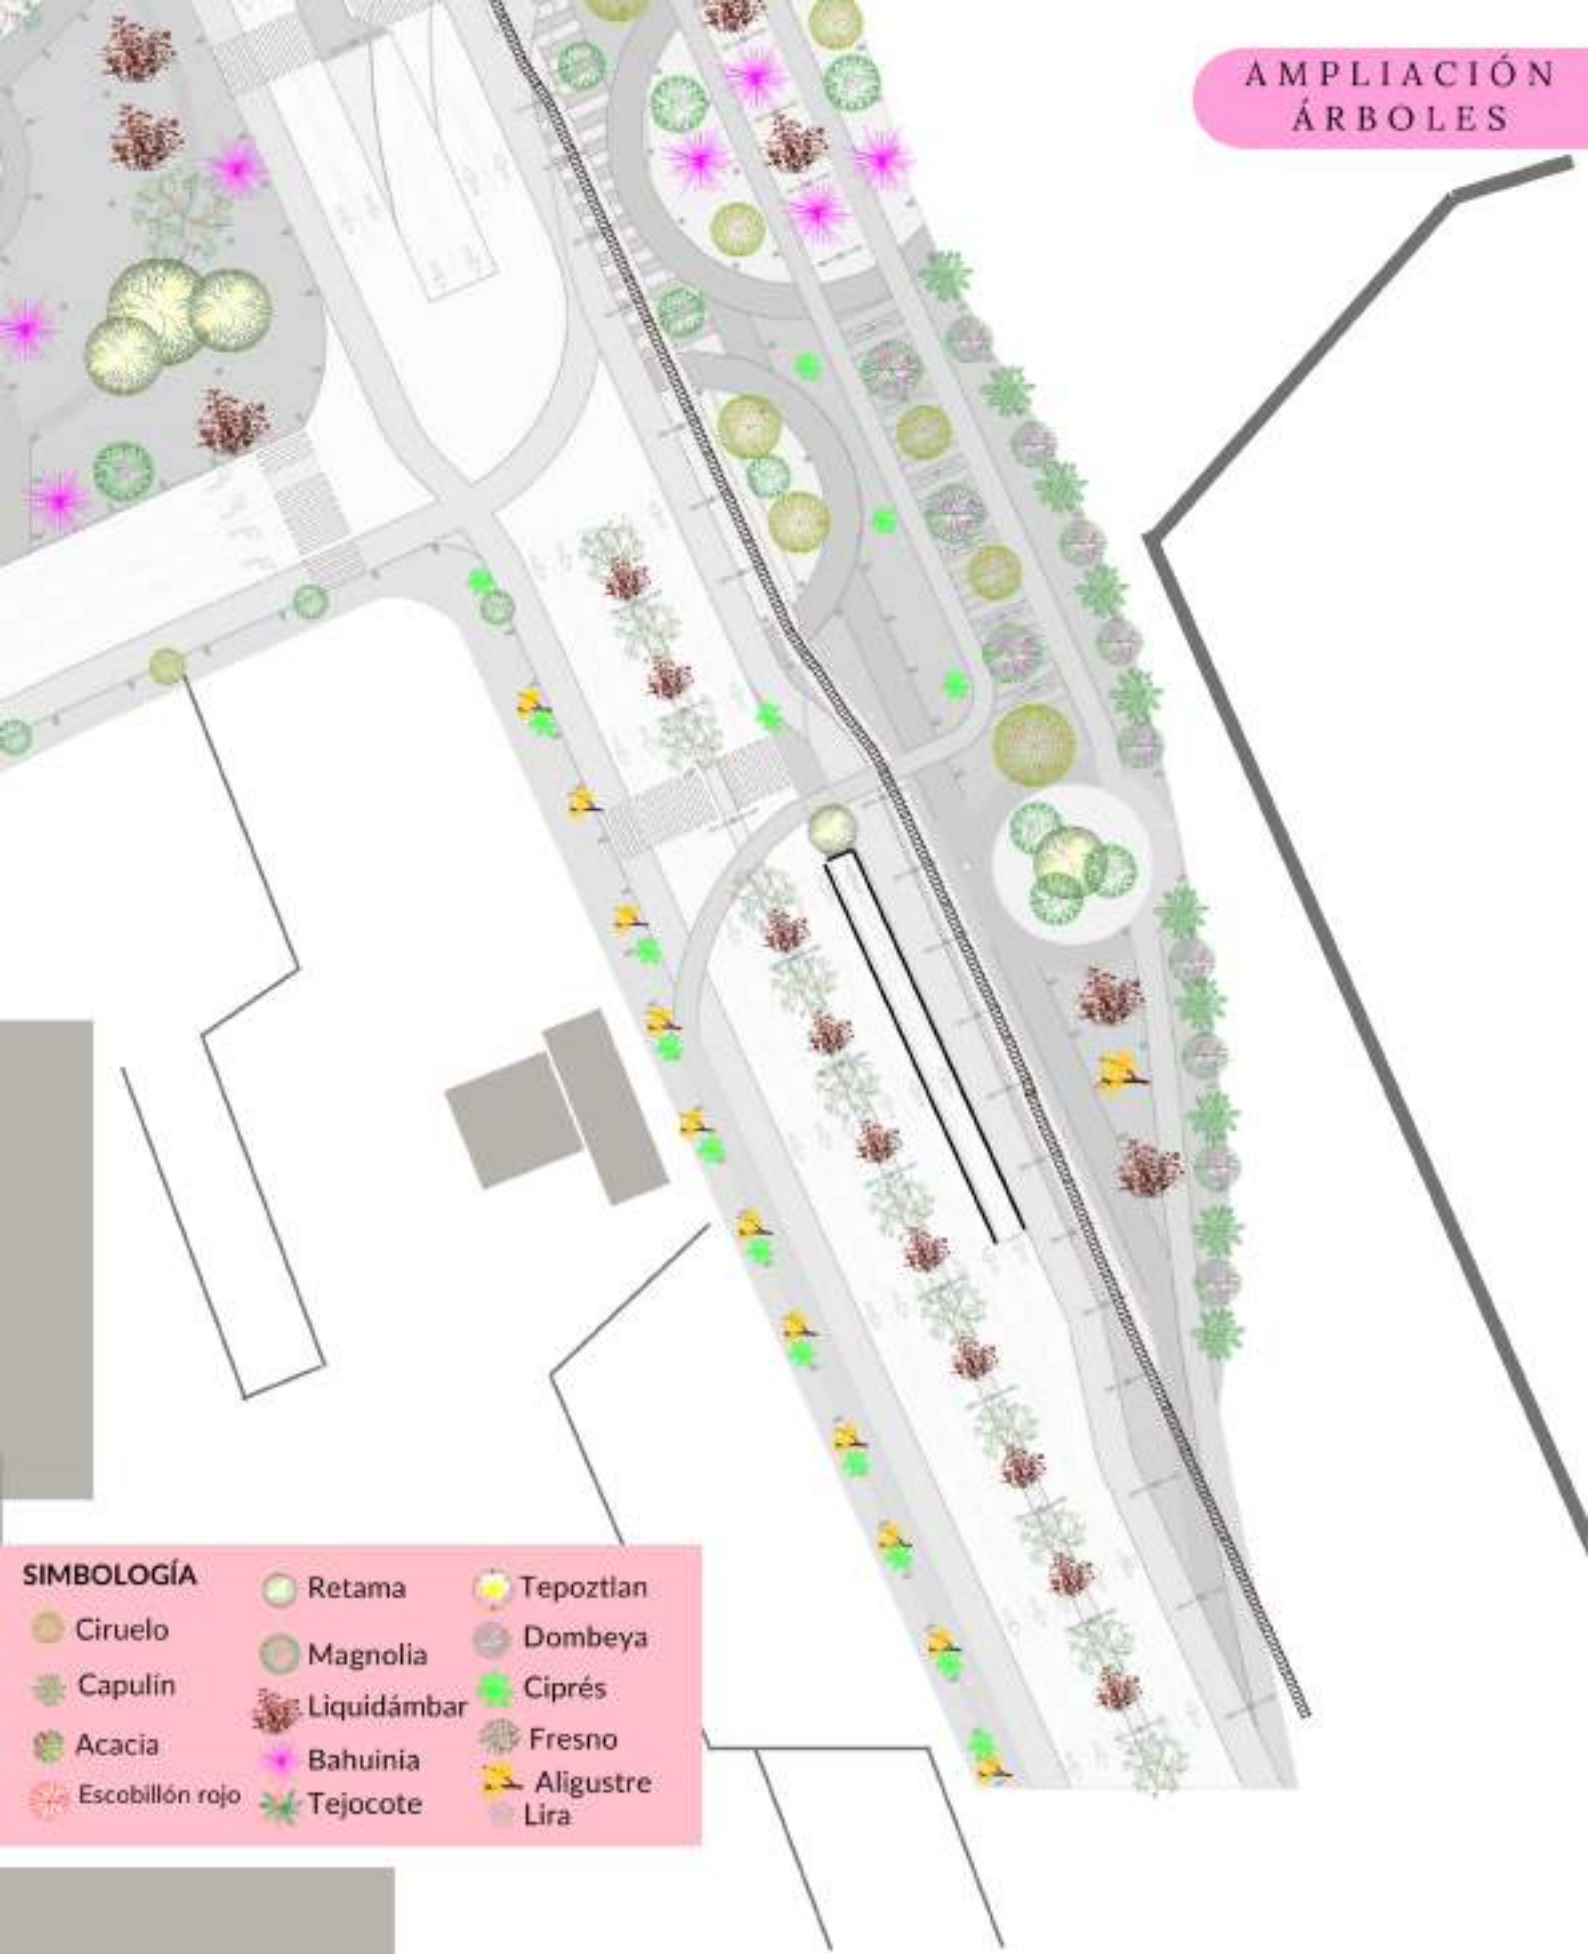 AMPLIACIÓN
ÁRBOLES
SIMBOLOGÍA
Ciruelo
Capulín
Acacia
Escobillón rojo
Retama
Magnolia
Liquidámbar
Bahuinia
Tejocote
Tepoztlan
Dombeya
Ciprés
Fresno
Aligustre
Lira